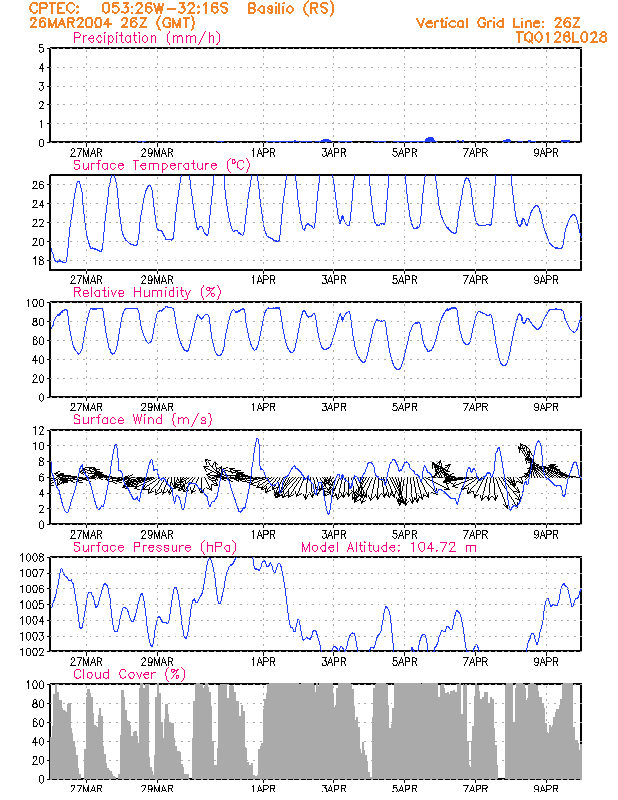 CPTEC: 053:26W-32:16S Basilio (RS)
26MAR2004 26Z (GMT) Vertical Grid Line: 26Z
Precipitation (mm/h) TQ0126L028
5
4
3
2
1
0
27MAR 29MAR 1APR 3APR 5APR 7APR 9APR
Surface Temperature (°C)
26
24
22
20
18
27MAR 29MAR 1APR 3APR 5APR 7APR 9APR
Relative Humidity (%)
100
80
60
40
20
0
27MAR 29MAR 1APR 3APR 5APR 7APR 9APR
Surface Wind (m/s)
12
10
8
6
4
2
0
27MAR 29MAR 1APR 3APR 5APR 7APR 9APR
Surface Pressure (hPa) Model Altitude: 104.72 m
1008
1007
1006
1005
1004
1003
1002
27MAR 29MAR 1APR 3APR 5APR 7APR 9APR
Cloud Cover (%)
100
80
60
40
20
0
27MAR 29MAR 1APR 3APR 5APR 7APR 9APR